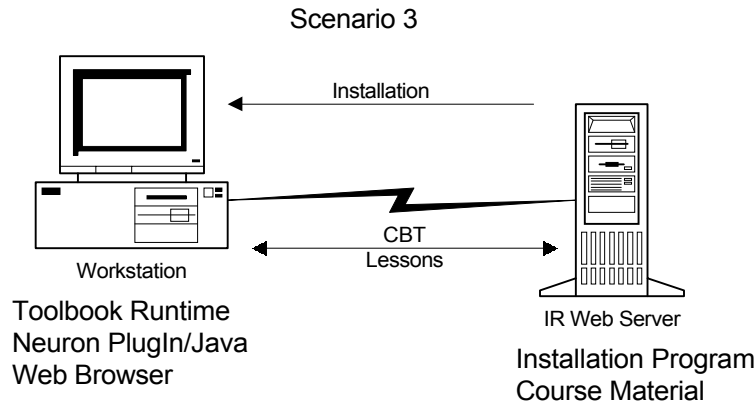 Scenario 3
Installation
CBT
Lessons
Workstation
Toolbook Runtime
Neuron PlugIn/Java
Web Browser
IR Web Server
Installation Program
Course Material